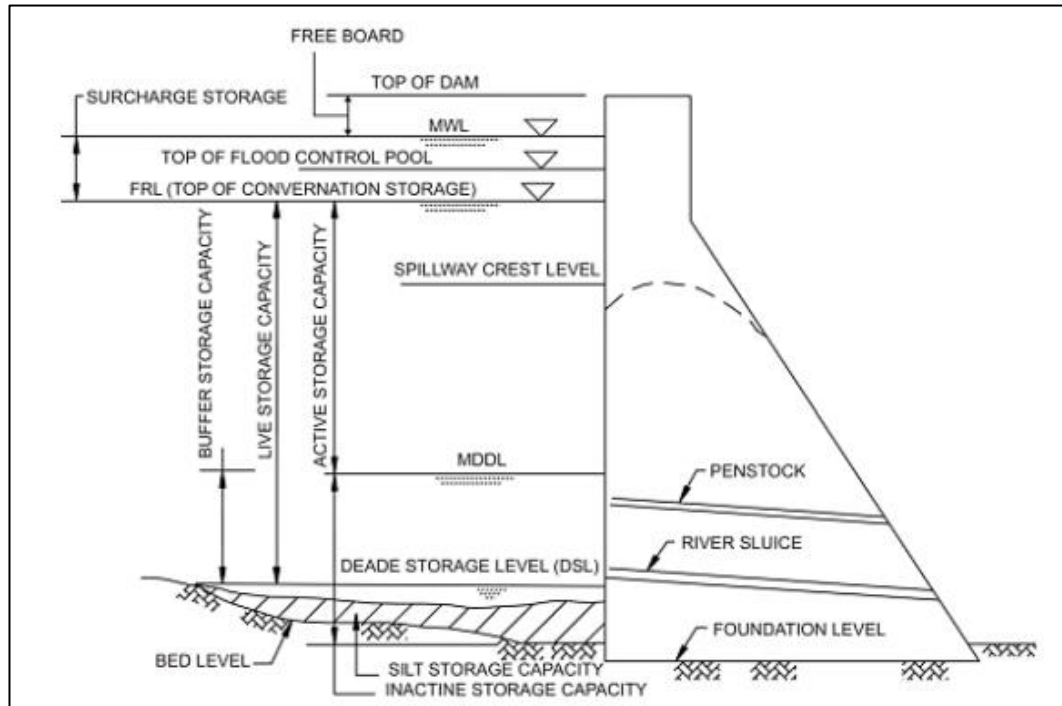 FREE BOARD
TOP OF DAM
SURCHARGE STORAGE
MWL
TOP OF FLOOD CONTROL POOL
FRL (TOP OF CONVERNATION STORAGE)
BUFFER STORAGE CAPACITY
LIVE STORAGE CAPACITY
ACTIVE STORAGE CAPACITY
SPILLWAY CREST LEVEL
MDDL
PENSTOCK
RIVER SLUICE
DEADE STORAGE LEVEL (DSL)
FOUNDATION LEVEL
BED LEVEL
SILT STORAGE CAPACITY
INACTINE STORAGE CAPACITY